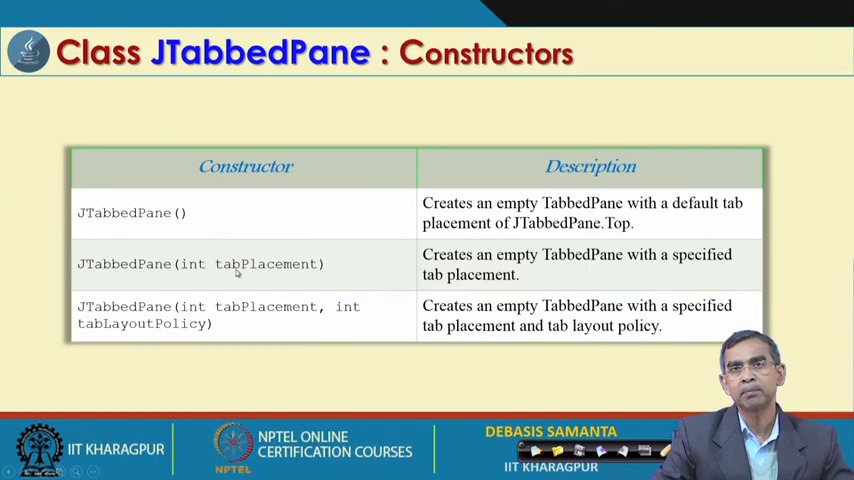 Class JTabbedPane : Constructors
Constructor
Description
JTabbedPane()
Creates an empty TabbedPane with a default tab
placement of JTabbedPane.Top.
JTabbedPane(int tabPlacement)
Creates an empty TabbedPane with a specified
tab placement.
JTabbedPane(int tabPlacement, int
tabLayoutPolicy)
Creates an empty TabbedPane with a specified
tab placement and tab layout policy.
IIT KHARAGPUR
NPTEL
NPTEL ONLINE
CERTIFICATION COURSES
DEBASIS SAMANTA
IIT KHARAGPUR